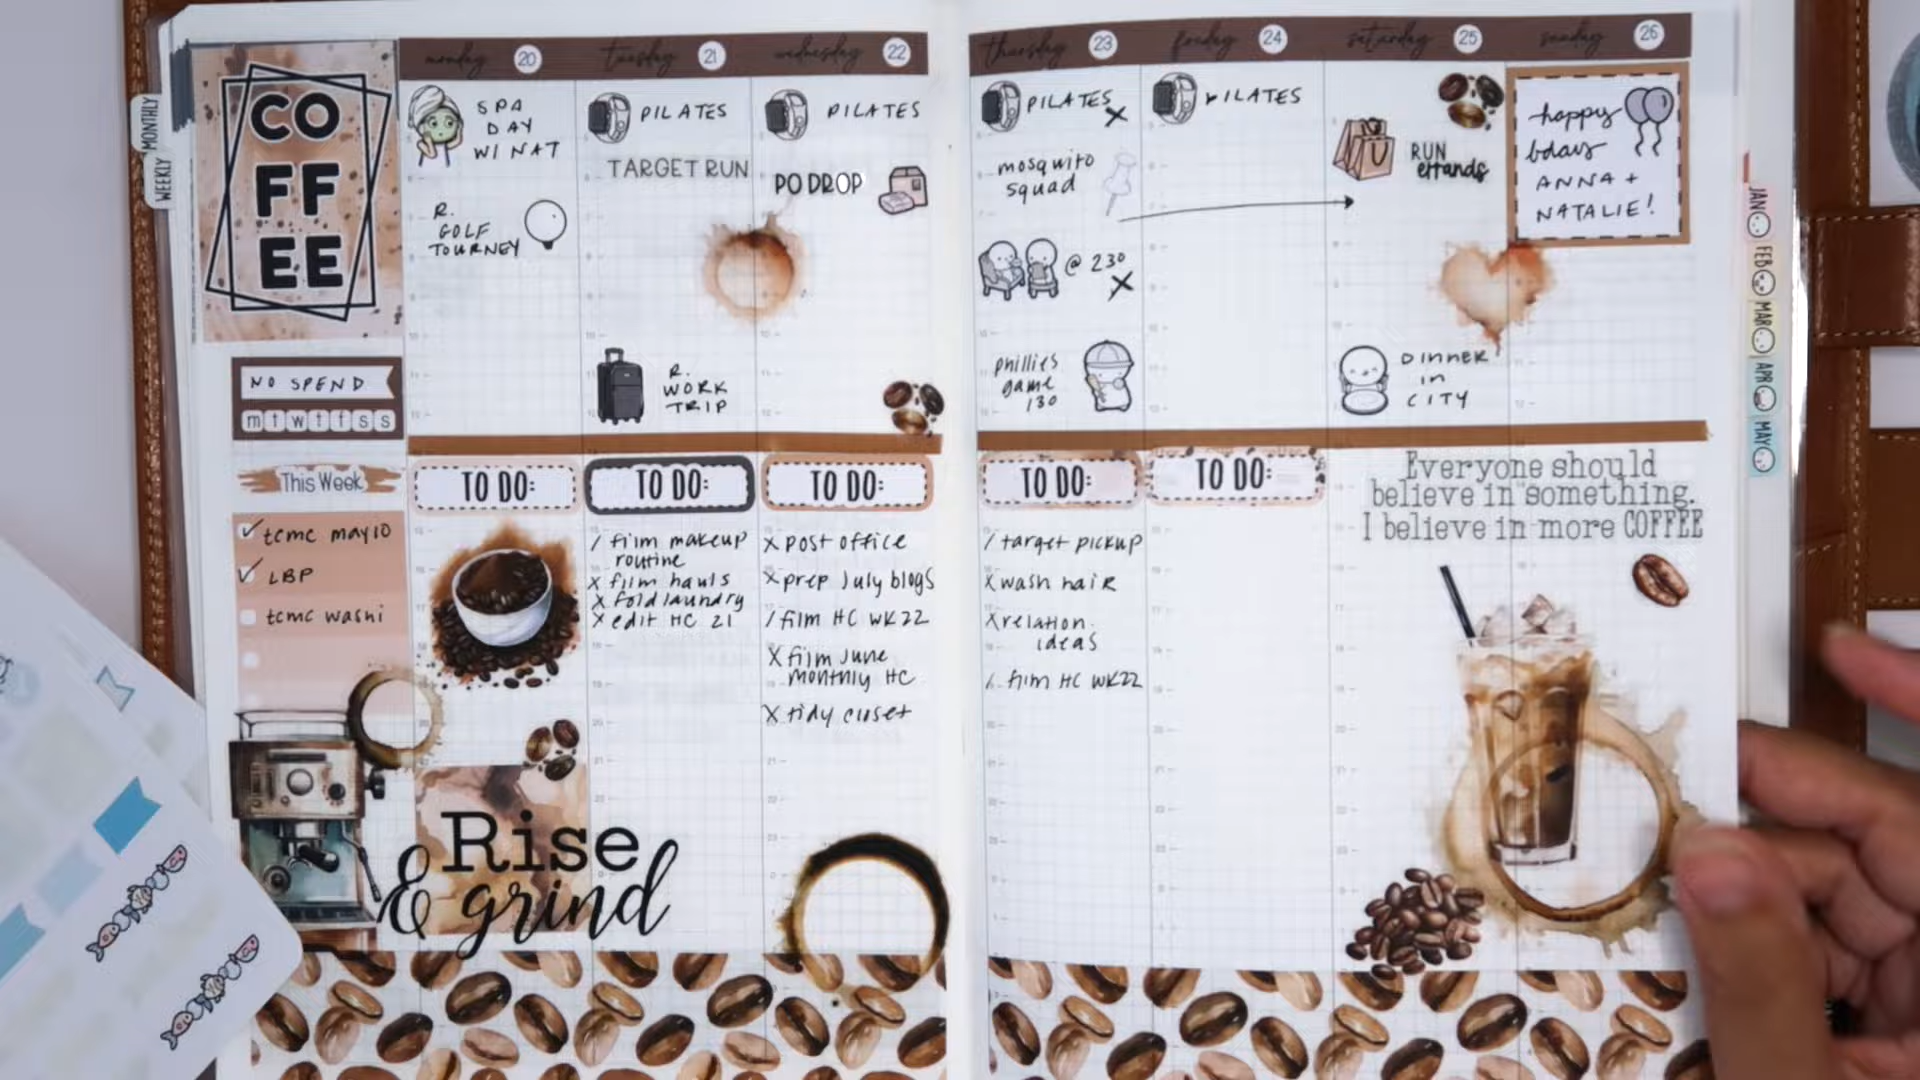 MONTHLY
WEEKLY
CO
FF
EE
NO SPEND
m t w t f s s
This Week
tcmc may 10
LBP
tcmc washi
monday 20
SPA
DAY
W/ NAT
R.
GOLF
TOURNEY
TO DO:
Rise
& grind
tuesday 21
PILATES
TARGET RUN
R.
WORK
TRIP
TO DO:
/ film makeup
routine
x film hauls
x fold laundry
x edit HC 21
wednesday 22
PILATES
PO DROP
TO DO:
x post office
x prep July blogs
/ film HC WK22
x film June
monthly HC
x tidy closet
thursday 23
PILATES
x
mosquito
squad
@ 230
x
phillies
game
130
TO DO:
/ target pickup
x wash hair
x relation
ideas
/ film HC WK22
friday 24
PILATES
TO DO:
saturday 25
RUN
errands
DINNER
in
CITY
sunday 26
happy
bdays
ANNA +
NATALIE!
Everyone should
believe in something.
I believe in more COFFEE
JAN
FEB
MAR
APR
MAY